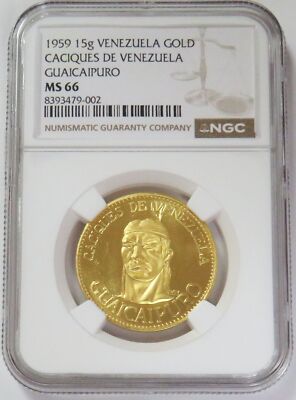 1959 15g VENEZUELA GOLD
CACIQUES DE VENEZUELA
GUAICAIPURO
MS 66
8393479-002
NUMISMATIC GUARANTY COMPANY
NGC
CACIQUES DE VENEZUELA
GUAICAIPURO